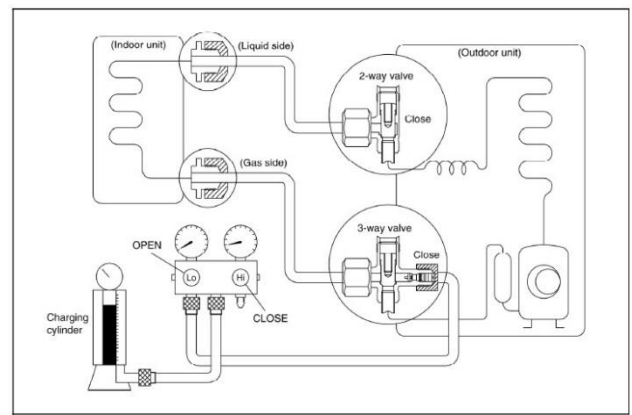 (Indoor unit)
(Liquid side)
(Outdoor unit)
2-way valve
Close
(Gas side)
3-way valve
Close
OPEN
Lo
Hi
CLOSE
Charging
cylinder